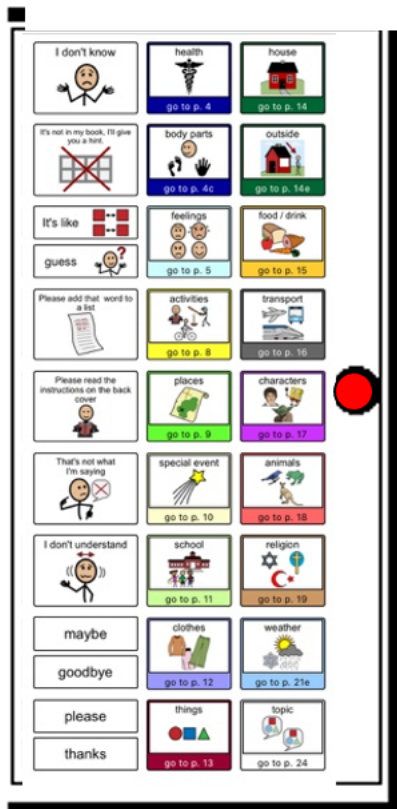 I don't know
health
go to p. 4
house
go to p. 14
It's not in my book, I'll give
you a hint.
body parts
go to p. 4c
outside
go to p. 14e
It's like
guess
feelings
go to p. 5
food / drink
go to p. 15
Please add that word to
a list
activities
go to p. 8
transport
go to p. 16
Please read the
instructions on the back
cover
places
go to p. 9
characters
go to p. 17
That's not what
I'm saying
special event
go to p. 10
animals
go to p. 18
I don't understand
school
go to p. 11
religion
go to p. 19
maybe
goodbye
clothes
go to p. 12
weather
go to p. 21e
please
thanks
things
go to p. 13
topic
go to p. 24